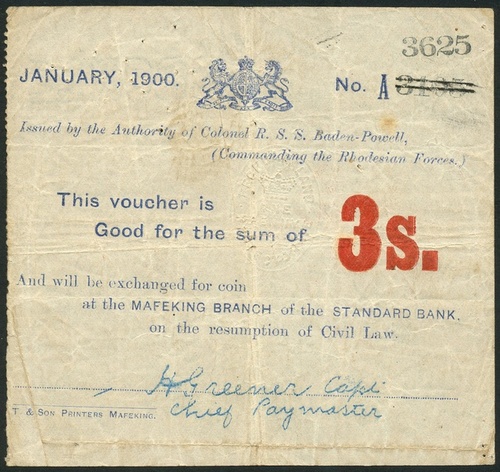 3625
JANUARY, 1900. No. A
Issued by the Authority of Colonel R. S. S. Baden-Powell,
(Commanding the Rhodesian Forces.)
This voucher is
Good for the sum of 3s.
And will be exchanged for coin
at the MAFEKING BRANCH of the STANDARD BANK,
on the resumption of Civil Law.
H Greener Capt
Chief Paymaster
T & SON PRINTERS MAFEKING.